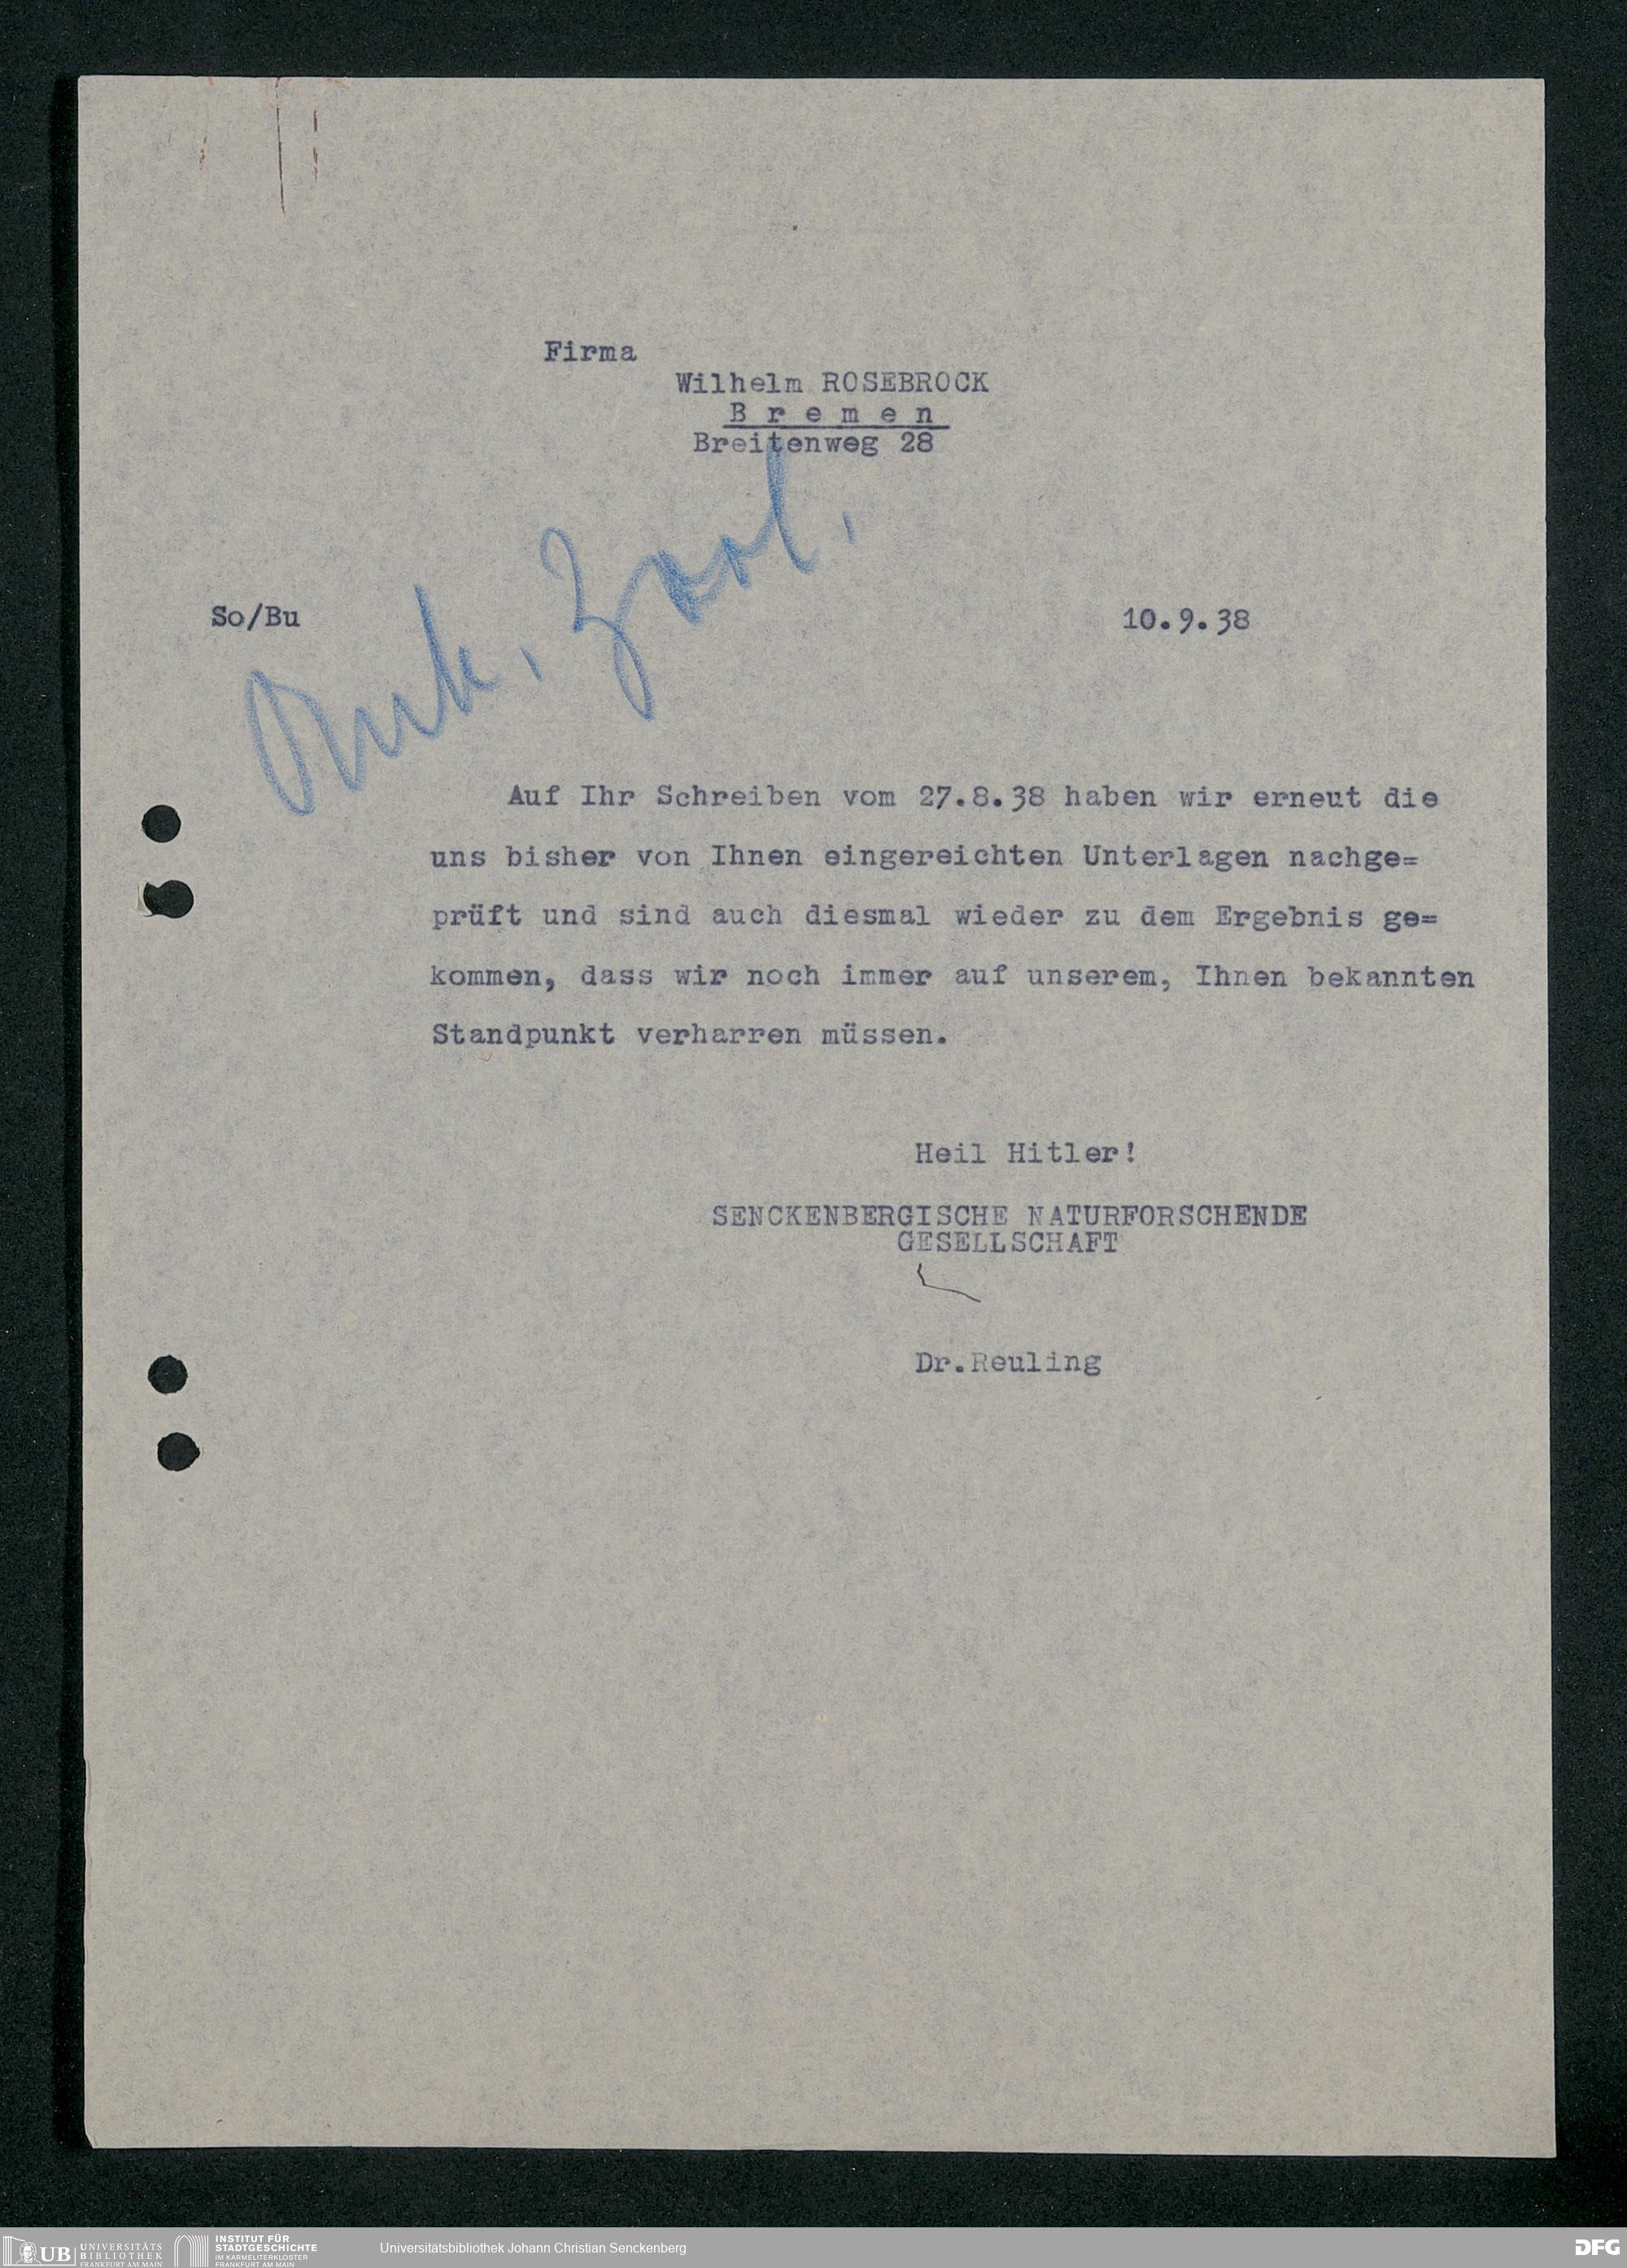 Firma
Wilhelm ROSEBROCK
B r e m e n
Breitenweg 28
Zool.
So/Bu
10.9.38
Auf Ihr Schreiben vom 27.8.38 haben wir erneut die
uns bisher von Ihnen eingereichten Unterlagen nachge=
prüft und sind auch diesmal wieder zu dem Ergebnis ge=
kommen, dass wir noch immer auf unserem, Ihnen bekannten
Standpunkt verharren müssen.
Heil Hitler!
SENCKENBERGISCHE NATURFORSCHENDE
GESELLSCHAFT
Dr.Reuling
UB UNIVERSITÄTS
BIBLIOTHEK
FRANKFURT AM MAIN
INSTITUT FÜR
STADTGESCHICHTE
IM KARMELITERKLOSTER
FRANKFURT AM MAIN
Universitätsbibliothek Johann Christian Senckenberg
DFG